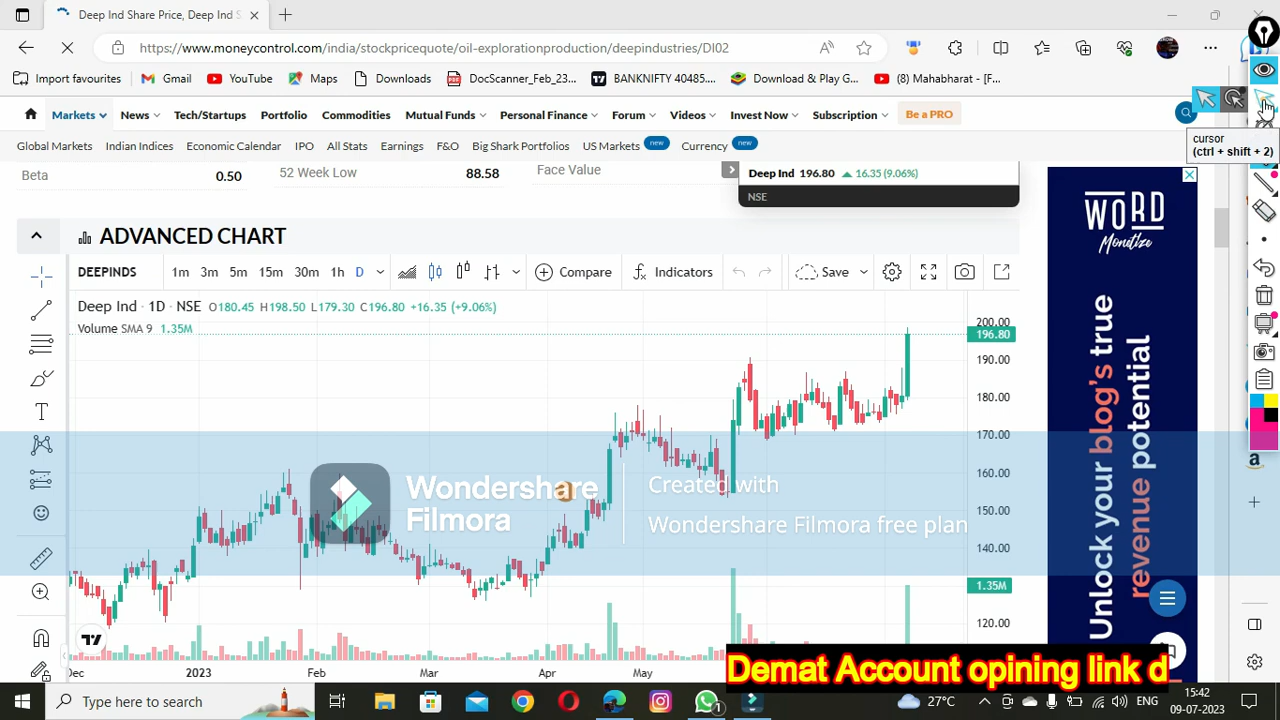 Deep Ind Share Price, Deep Ind S
https://www.moneycontrol.com/india/stockpricequote/oil-explorationproduction/deepindustries/DI02
Import favourites
Gmail
YouTube
Maps
Downloads
DocScanner_Feb_23...
BANKNIFTY 40485....
Download & Play G...
(8) Mahabharat - [F...
Markets
News
Tech/Startups
Portfolio
Commodities
Mutual Funds
Personal Finance
Forum
Videos
Invest Now
Subscription
Be a PRO
cursor
(ctrl + shift + 2)
Global Markets
Indian Indices
Economic Calendar
IPO
All Stats
Earnings
F&O
Big Shark Portfolios
US Markets
new
Currency
new
Beta 0.50
52 Week Low 88.58
Face Value
Deep Ind 196.80 ▲ 16.35 (9.06%)
NSE
ADVANCED CHART
DEEPINDS
1m 3m 5m 15m 30m 1h D
Compare
Indicators
Save
Deep Ind · 1D · NSE O180.45 H198.50 L179.30 C196.80 +16.35 (+9.06%)
Volume SMA 9 1.35M
200.00
196.80
190.00
180.00
170.00
160.00
150.00
140.00
1.35M
120.00
Wondershare
Filmora
Created with
Wondershare Filmora free plan
Dec 2023 Feb Mar Apr May
WORD
Monetize
Unlock your blog's true
revenue potential
Demat Account opining link d
Type here to search
27°C
ENG
15:42
09-07-2023